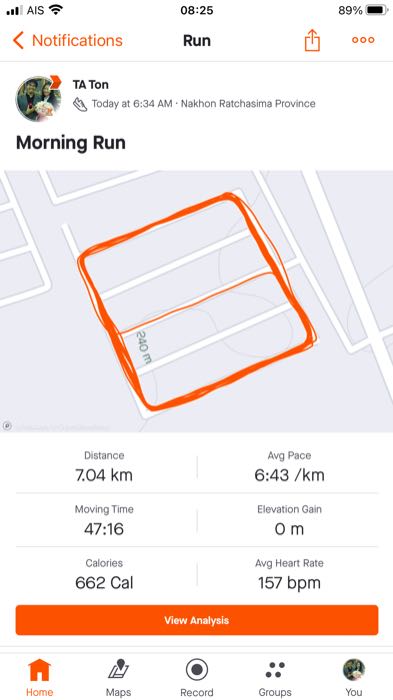 AIS 08:25 89%
Notifications Run
TA Ton
Today at 6:34 AM · Nakhon Ratchasima Province
Morning Run
240 m
Distance Avg Pace
7.04 km 6:43 /km
Moving Time Elevation Gain
47:16 0 m
Calories Avg Heart Rate
662 Cal 157 bpm
View Analysis
Home Maps Record Groups You